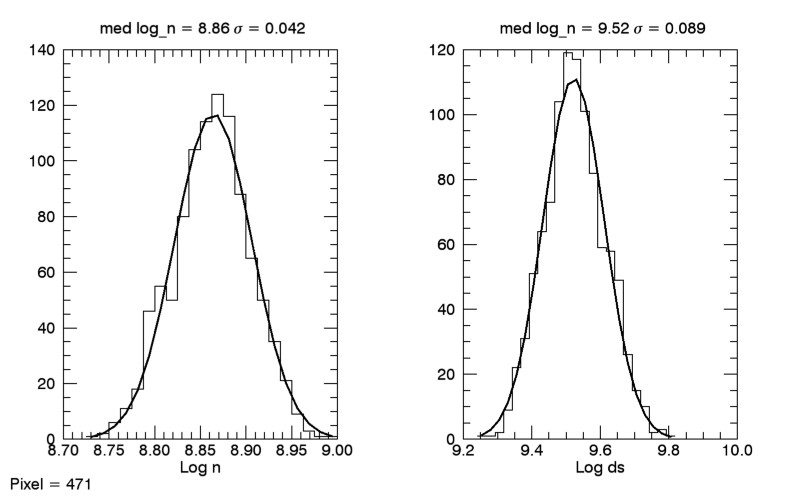 med log_n = 8.86 σ = 0.042
med log_n = 9.52 σ = 0.089
140
120
100
80
60
40
20
0
8.70 8.75 8.80 8.85 8.90 8.95 9.00
Log n
120
100
80
60
40
20
0
9.2 9.4 9.6 9.8 10.0
Log ds
Pixel = 471